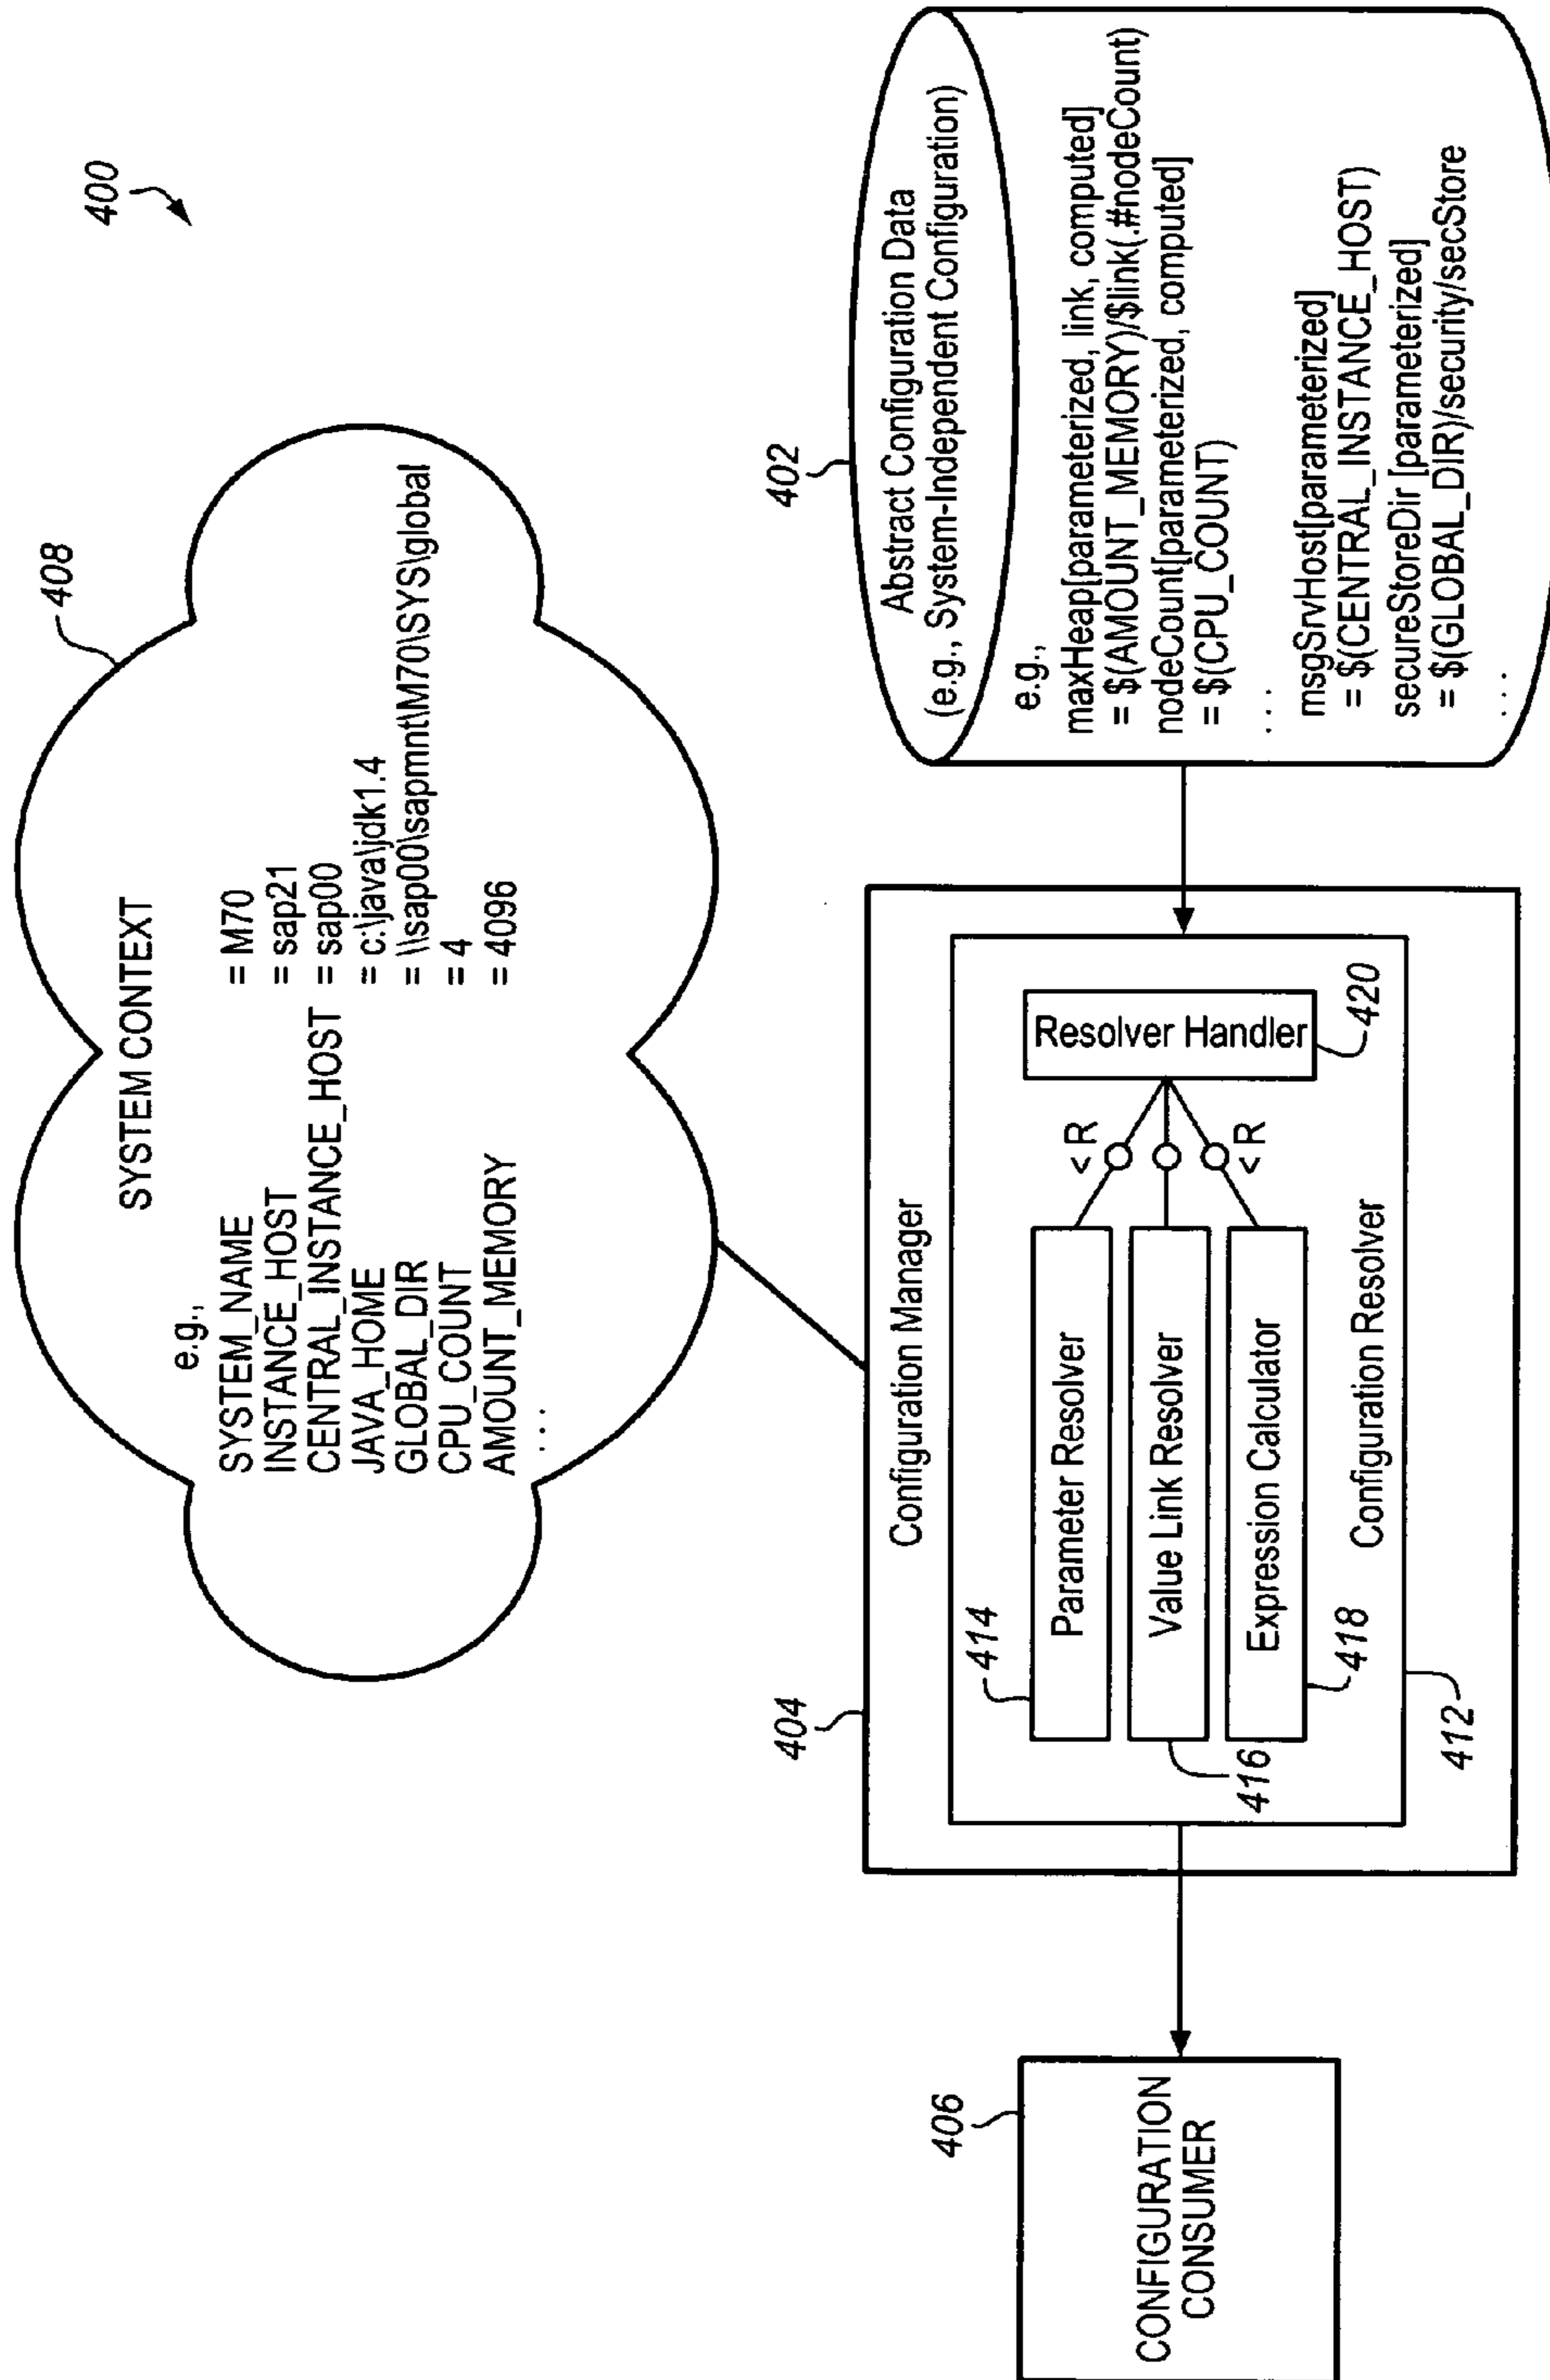 400
408
SYSTEM CONTEXT
e.g.,
SYSTEM_NAME = M70
INSTANCE_HOST = sap21
CENTRAL_INSTANCE_HOST = sap00
JAVA_HOME = c:\java\jdk1.4
GLOBAL_DIR = \\sap00\sapmnt\M70\SYS\global
CPU_COUNT = 4
AMOUNT_MEMORY = 4096
...
406
CONFIGURATION
CONSUMER
404
Configuration Manager
414
Parameter Resolver
Value Link Resolver
416
Expression Calculator
418
<R
<R
Resolver Handler
420
Configuration Resolver
412
402
Abstract Configuration Data
(e.g., System-Independent Configuration)
e.g.,
maxHeap[parameterized, link, computed]
= $(AMOUNT_MEMORY)/$link(.#nodeCount)
nodeCount[parameterized, computed]
= $(CPU_COUNT)
...
msgSrvHost[parameterized]
= $(CENTRAL_INSTANCE_HOST)
secureStoreDir [parameterized]
= $(GLOBAL_DIR)/security/secStore
...